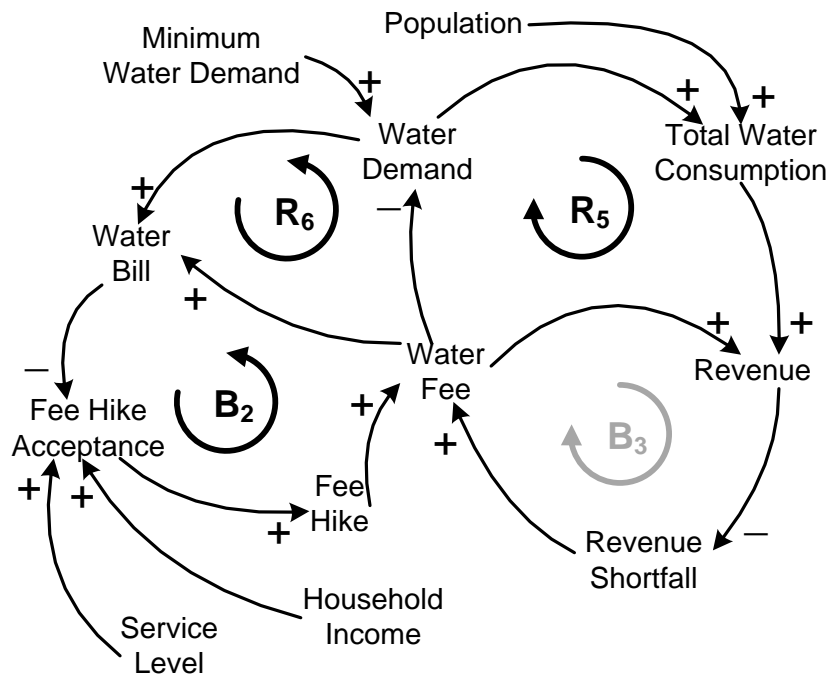 Population
Minimum
Water Demand
+
+
+
Water
Demand
Total Water
Consumption
+
R6
–
R5
Water
Bill
+
+
+
Water
Fee
Revenue
–
Fee Hike
Acceptance
B2
+
+
B3
+
+
+
Fee
Hike
Revenue
Shortfall
–
Household
Income
Service
Level